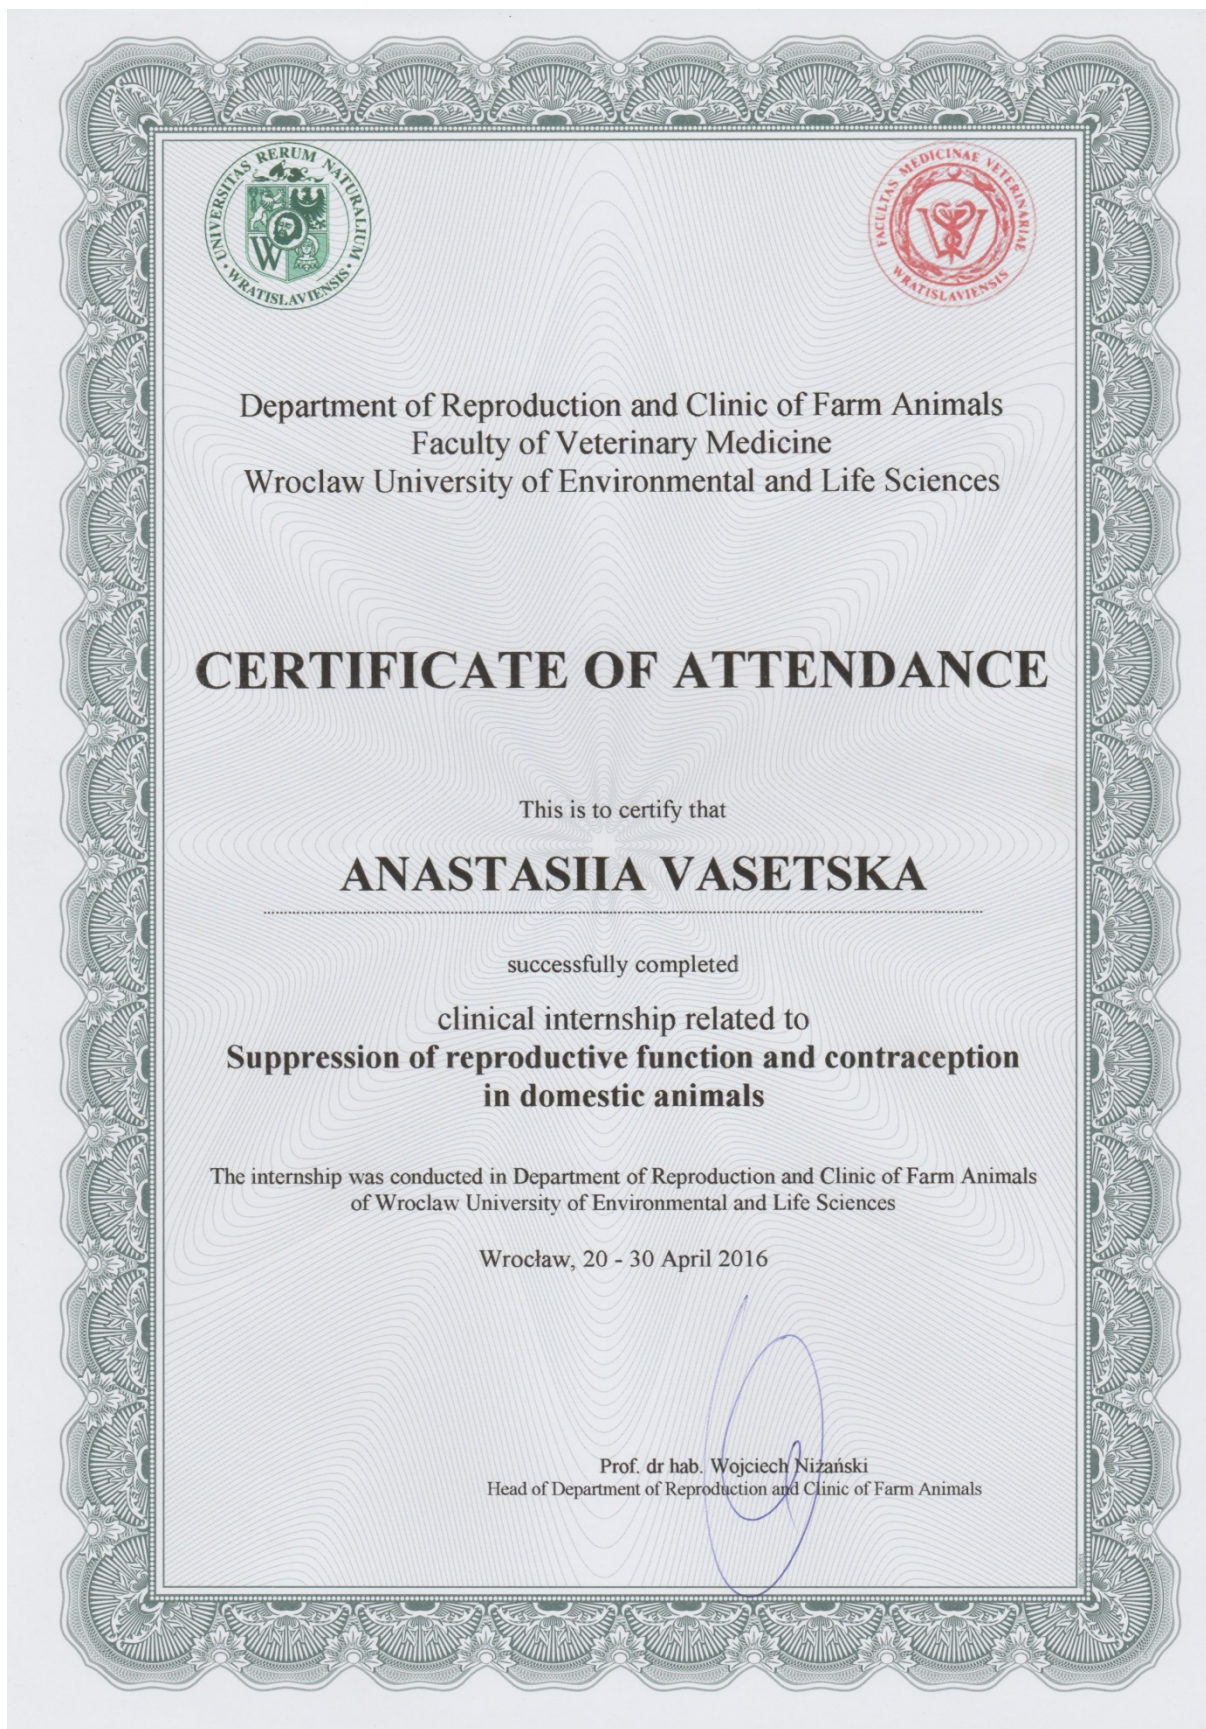 UNIVERSITAS RERUM NATURALIUM
WRATISLAVIENSIS
W
FACULTAS MEDICINAE VETERINARIAE
WRATISLAVIENSIS
W
Department of Reproduction and Clinic of Farm Animals
Faculty of Veterinary Medicine
Wroclaw University of Environmental and Life Sciences
CERTIFICATE OF ATTENDANCE
This is to certify that
ANASTASIIA VASETSKA
successfully completed
clinical internship related to
Suppression of reproductive function and contraception
in domestic animals
The internship was conducted in Department of Reproduction and Clinic of Farm Animals
of Wroclaw University of Environmental and Life Sciences
Wrocław, 20 - 30 April 2016
Prof. dr hab. Wojciech Niżański
Head of Department of Reproduction and Clinic of Farm Animals